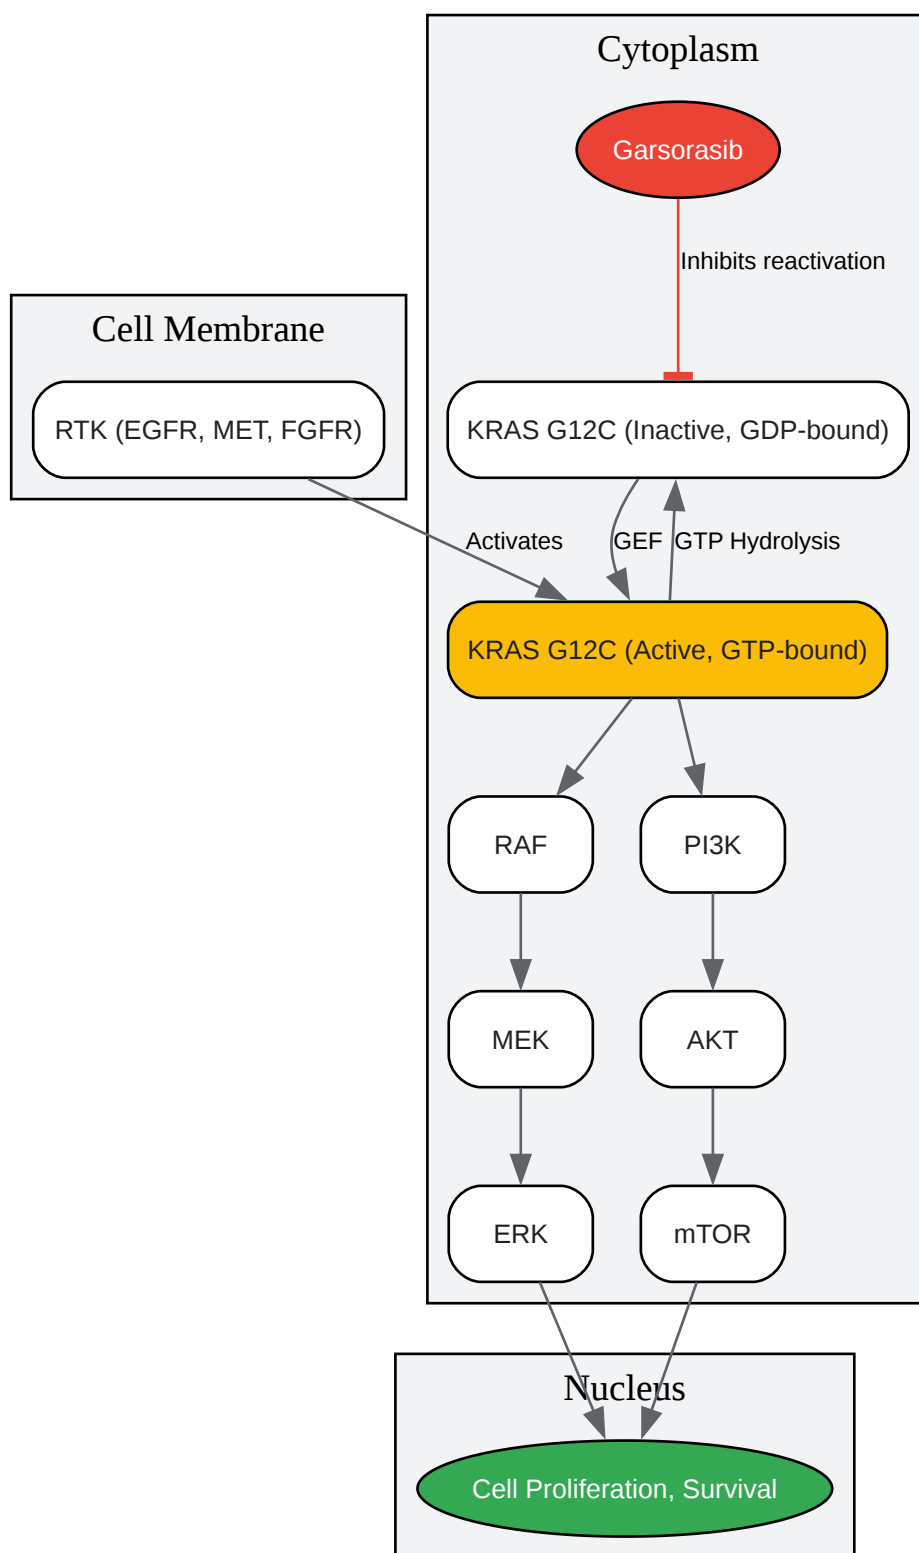 Cytoplasm
Garsorasib
Inhibits reactivation
Cell Membrane
RTK (EGFR, MET, FGFR)
KRAS G12C (Inactive, GDP-bound)
Activates
GEF
GTP Hydrolysis
KRAS G12C (Active, GTP-bound)
RAF
PI3K
MEK
AKT
ERK
mTOR
Nucleus
Cell Proliferation, Survival